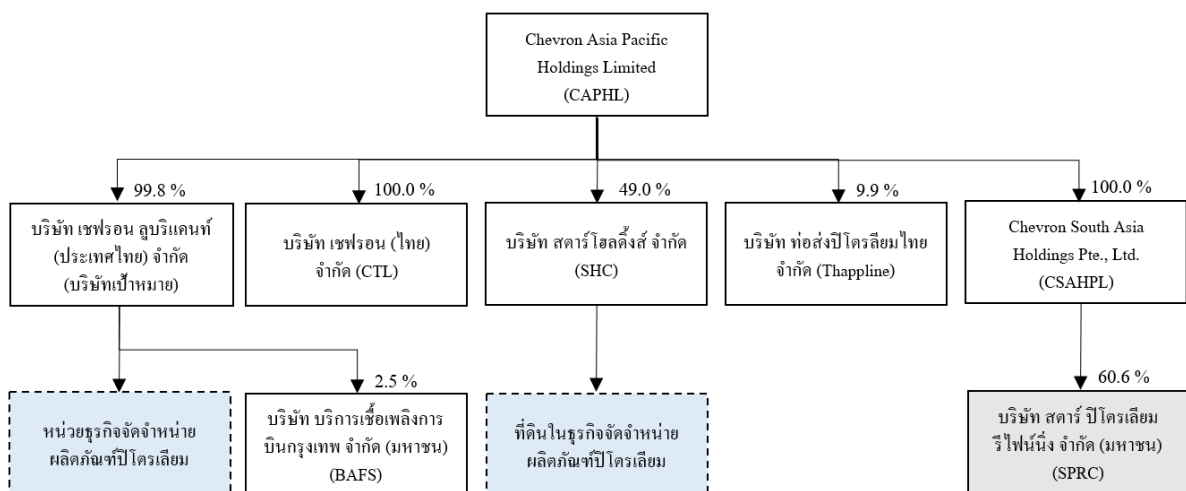 Chevron Asia Pacific
Holdings Limited
(CAPHL)
99.8 %
100.0 %
49.0 %
9.9 %
100.0 %
บริษัท เชฟรอน ลูบริแคนท์
(ประเทศไทย) จำกัด
(บริษัทเป้าหมาย)
บริษัท เชฟรอน (ไทย)
จำกัด (CTL)
บริษัท สตาร์โฮลดิ้งส์ จำกัด
(SHC)
บริษัท ท่อส่งปิโตรลียมไทย
จำกัด (Thappline)
Chevron South Asia
Holdings Pte., Ltd.
(CSAHPL)
2.5 %
60.6 %
หน่วยธุรกิจจัดจำหน่าย
ผลิตภัณฑ์ปิโตรเลียม
บริษัท บริการเชื้อเพลิงการ
บินกรุงเทพ จำกัด (มหาชน)
(BAFS)
ที่ดินในธุรกิจจัดจำหน่าย
ผลิตภัณฑ์ปิโตรเลียม
บริษัท สตาร์ ปิโตรเลียม
รีไฟน์นิ่ง จำกัด (มหาชน)
(SPRC)